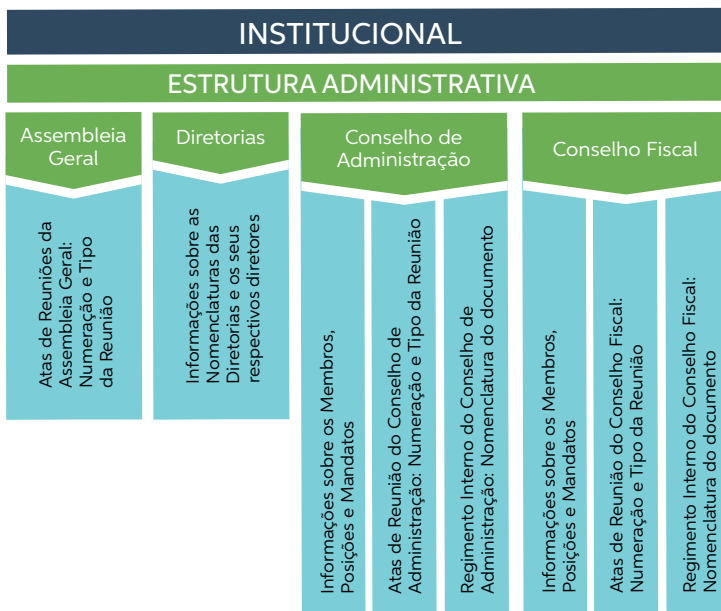 INSTITUCIONAL
ESTRUTURA ADMINISTRATIVA
Assembleia
Geral
Atas de Reuniões da
Assembleia Geral:
Numeração e Tipo
da Reunião
Diretorias
Informações sobre as
Nomenclaturas das
Diretorias e os seus
respectivos diretores
Conselho de
Administração
Informações sobre os Membros,
Posições e Mandatos
Atas de Reunião do Conselho de
Administração: Numeração e Tipo da Reunião
Regimento Interno do Conselho de
Administração: Nomenclatura do documento
Conselho Fiscal
Informações sobre os Membros,
Posições e Mandatos
Atas de Reunião do Conselho Fiscal:
Numeração e Tipo da Reunião
Regimento Interno do Conselho Fiscal:
Nomenclatura do documento